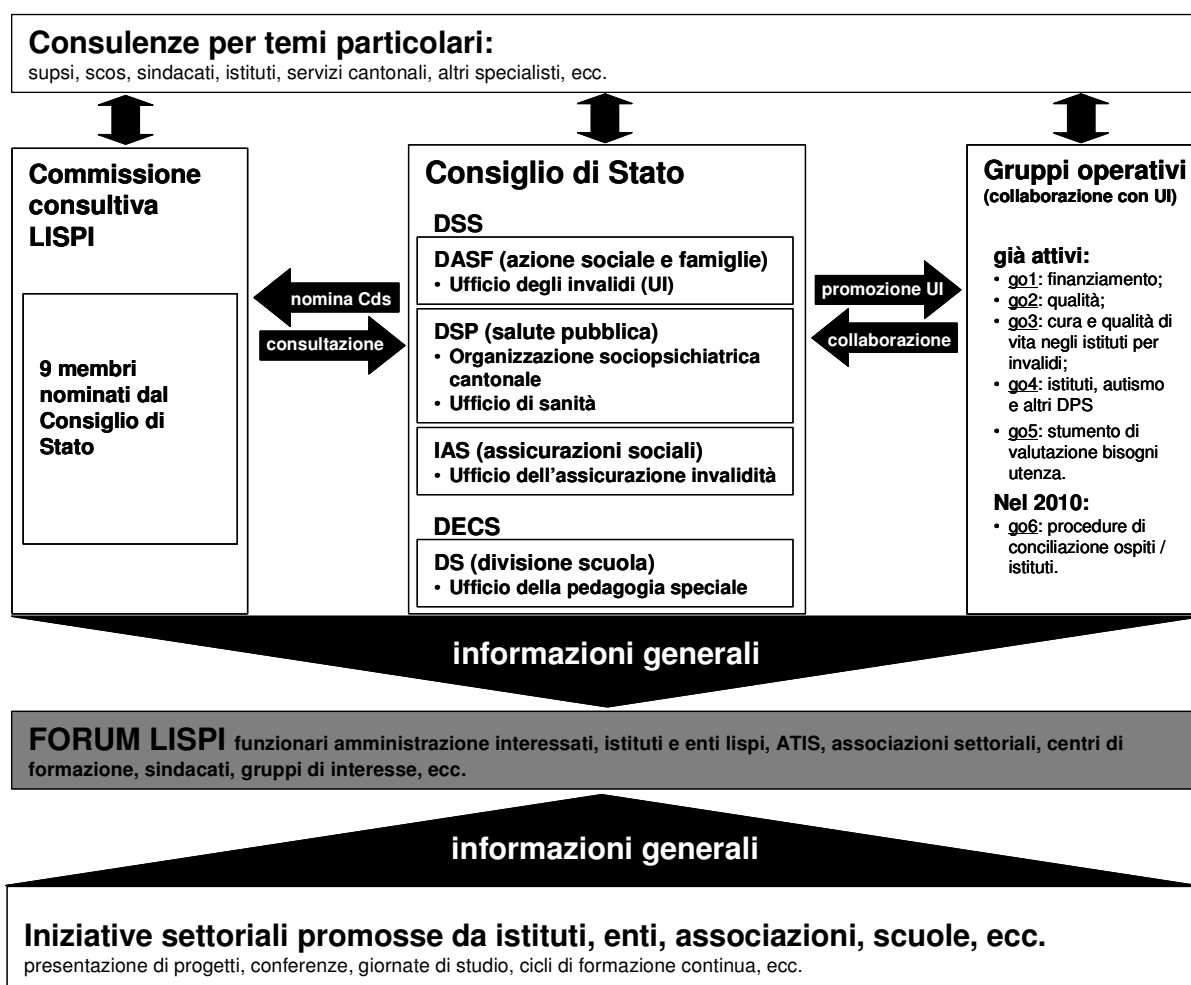 Consulenze per temi particolari:
supsi, scos, sindacati, istituti, servizi cantonali, altri specialisti, ecc.
Commissione
consultiva
LISPI
9 membri
nominati dal
Consiglio di
Stato
nomina Cds
consultazione
Consiglio di Stato
DSS
DASF (azione sociale e famiglie)
• Ufficio degli invalidi (UI)
DSP (salute pubblica)
• Organizzazione sociopsichiatrica
cantonale
• Ufficio di sanità
IAS (assicurazioni sociali)
• Ufficio dell'assicurazione invalidità
DECS
DS (divisione scuola)
• Ufficio della pedagogia speciale
promozione UI
collaborazione
Gruppi operativi
(collaborazione con UI)
già attivi:
• go1: finanziamento;
• go2: qualità;
• go3: cura e qualità di
vita negli istituti per
invalidi;
• go4: istituti, autismo
e altri DPS
• go5: stumento di
valutazione bisogni
utenza.
Nel 2010:
• go6: procedure di
conciliazione ospiti /
istituti.
informazioni generali
FORUM LISPI funzionari amministrazione interessati, istituti e enti lispi, ATIS, associazioni settoriali, centri di
formazione, sindacati, gruppi di interesse, ecc.
informazioni generali
Iniziative settoriali promosse da istituti, enti, associazioni, scuole, ecc.
presentazione di progetti, conferenze, giornate di studio, cicli di formazione continua, ecc.